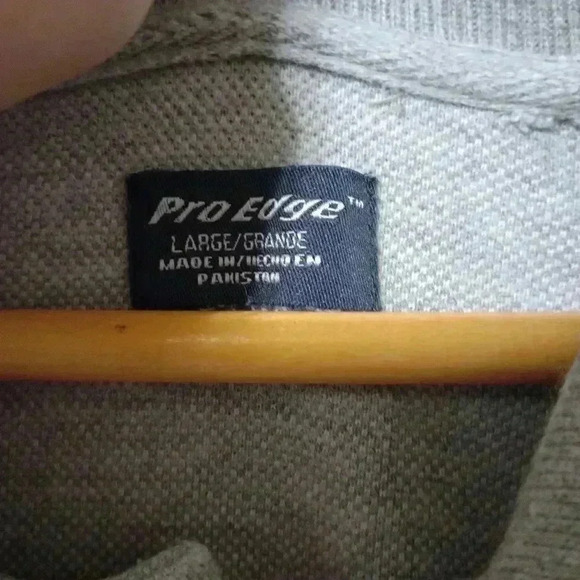 Pro Edge™
LARGE/GRANDE
MADE IN/HECHO EN
PAKISTAN